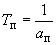 Tп = 1/aп